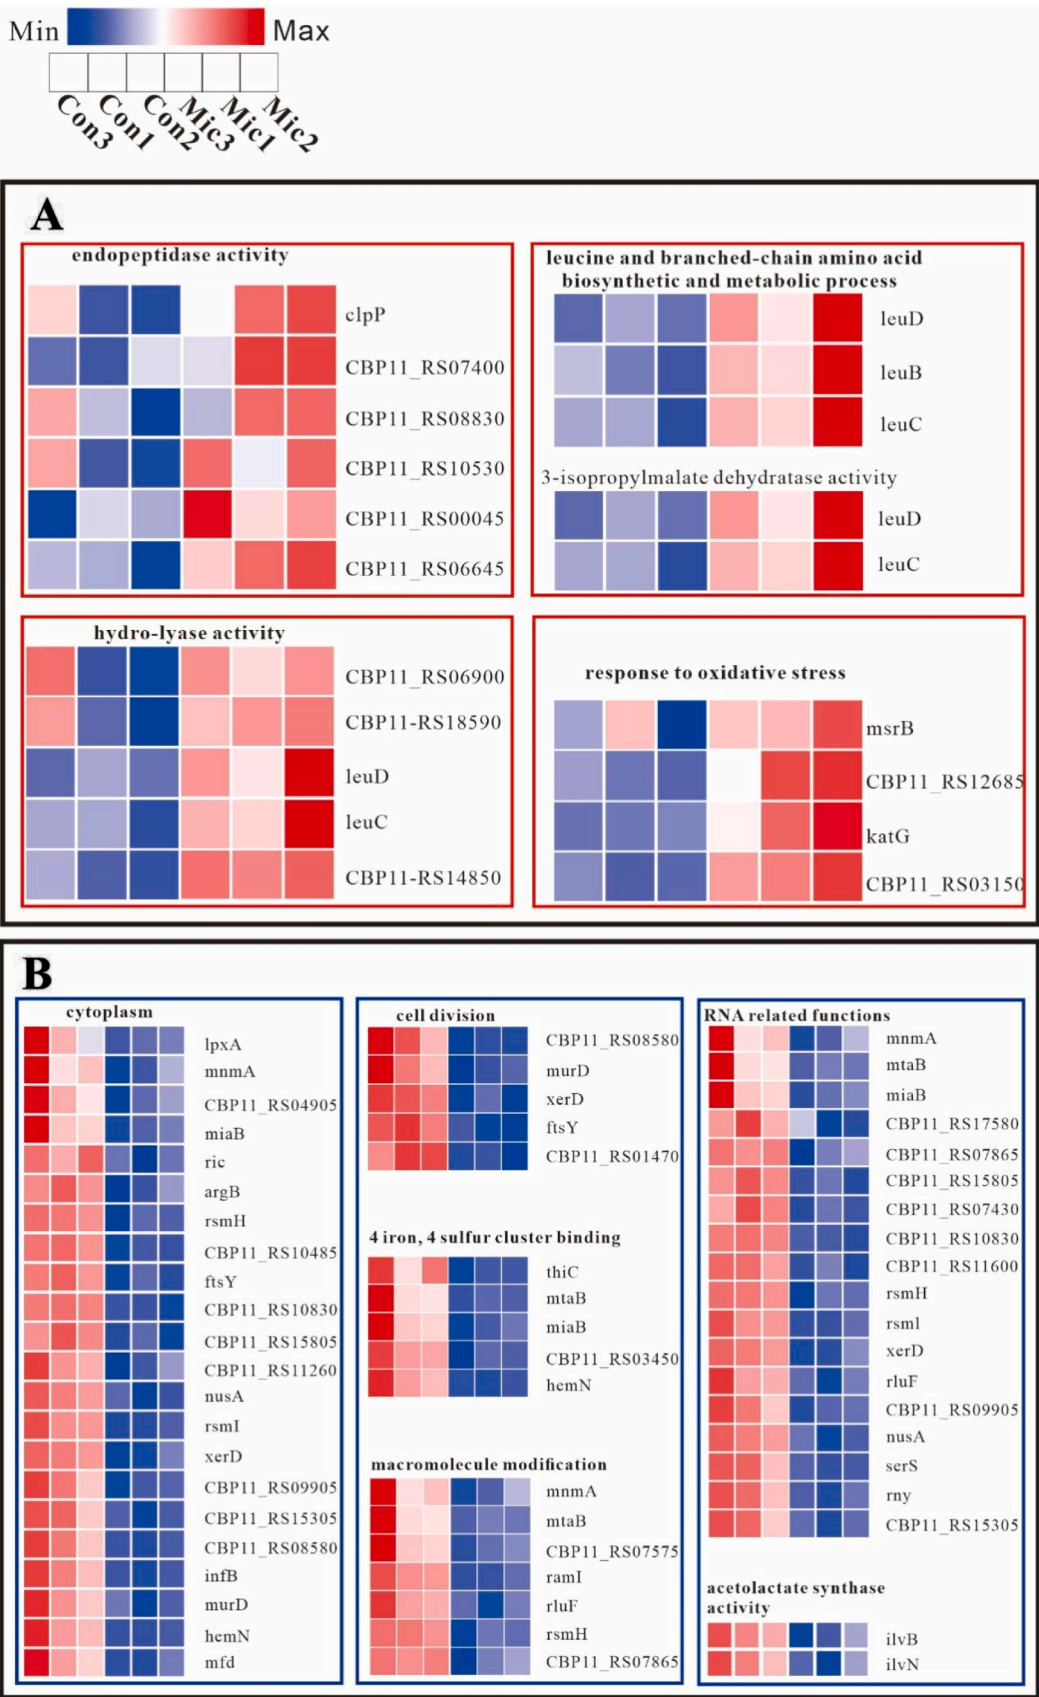 Min Max
Con3 Con1 Con2 Mic3 Mic1 Mic2
A
endopeptidase activity
clpP
CBP11_RS07400
CBP11_RS08830
CBP11_RS10530
CBP11_RS00045
CBP11_RS06645
leucine and branched-chain amino acid
biosynthetic and metabolic process
leuD
leuB
leuC
3-isopropylmalate dehydratase activity
leuD
leuC
hydro-lyase activity
CBP11_RS06900
CBP11-RS18590
leuD
leuC
CBP11-RS14850
response to oxidative stress
msrB
CBP11_RS12685
katG
CBP11_RS03150
B
cytoplasm
lpxA
mnmA
CBP11_RS04905
miaB
ric
argB
rsmH
CBP11_RS10485
ftsY
CBP11_RS10830
CBP11_RS15805
CBP11_RS11260
nusA
rsmI
xerD
CBP11_RS09905
CBP11_RS15305
CBP11_RS08580
infB
murD
hemN
mfd
cell division
CBP11_RS08580
murD
xerD
ftsY
CBP11_RS01470
4 iron, 4 sulfur cluster binding
thiC
mtaB
miaB
CBP11_RS03450
hemN
macromolecule modification
mnmA
mtaB
CBP11_RS07575
ramI
rluF
rsmH
CBP11_RS07865
RNA related functions
mnmA
mtaB
miaB
CBP11_RS17580
CBP11_RS07865
CBP11_RS15805
CBP11_RS07430
CBP11_RS10830
CBP11_RS11600
rsmH
rsml
xerD
rluF
CBP11_RS09905
nusA
serS
rny
CBP11_RS15305
acetolactate synthase
activity
ilvB
ilvN